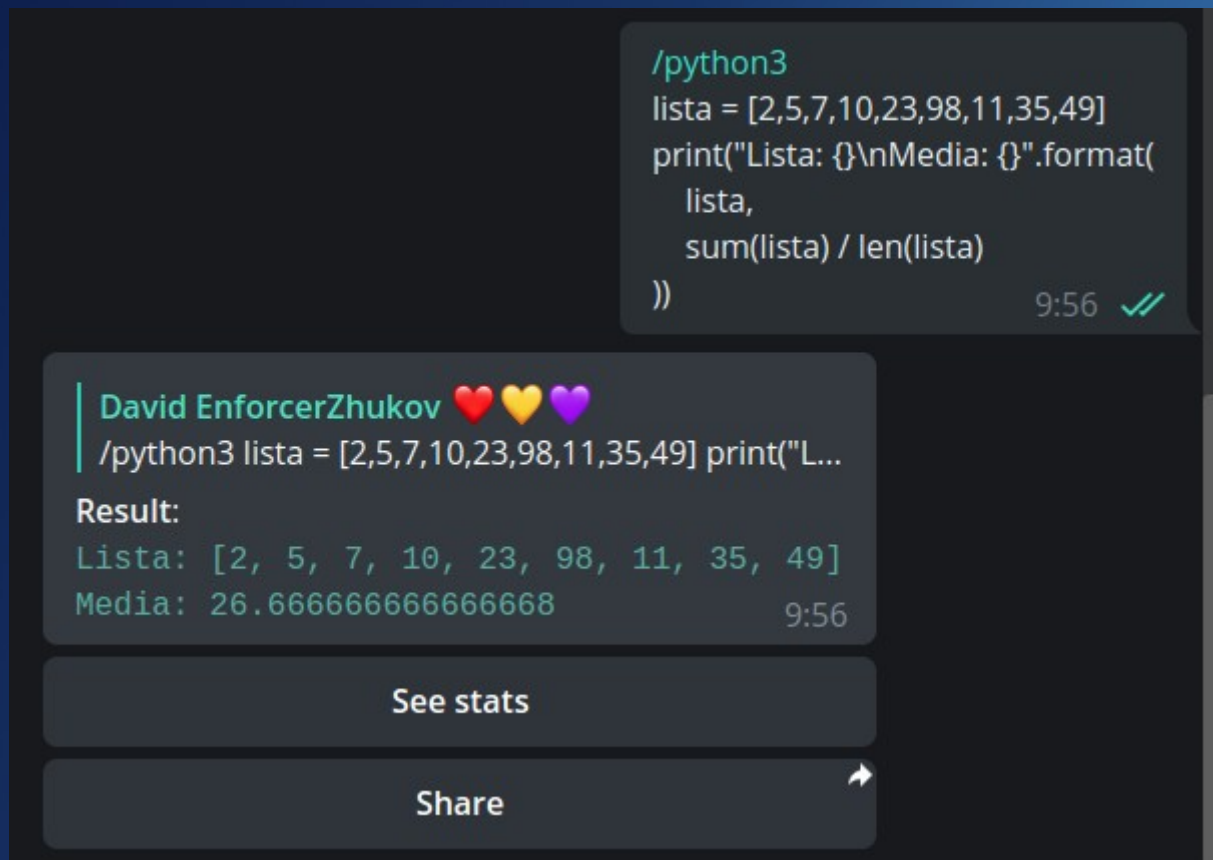 /python3
lista = [2,5,7,10,23,98,11,35,49]
print("Lista: {}\nMedia: {}".format(
    lista,
    sum(lista) / len(lista)
))
9:56
David EnforcerZhukov ❤️💛💜
/python3 lista = [2,5,7,10,23,98,11,35,49] print("L...
Result:
Lista: [2, 5, 7, 10, 23, 98, 11, 35, 49]
Media: 26.666666666666668
9:56
See stats
Share